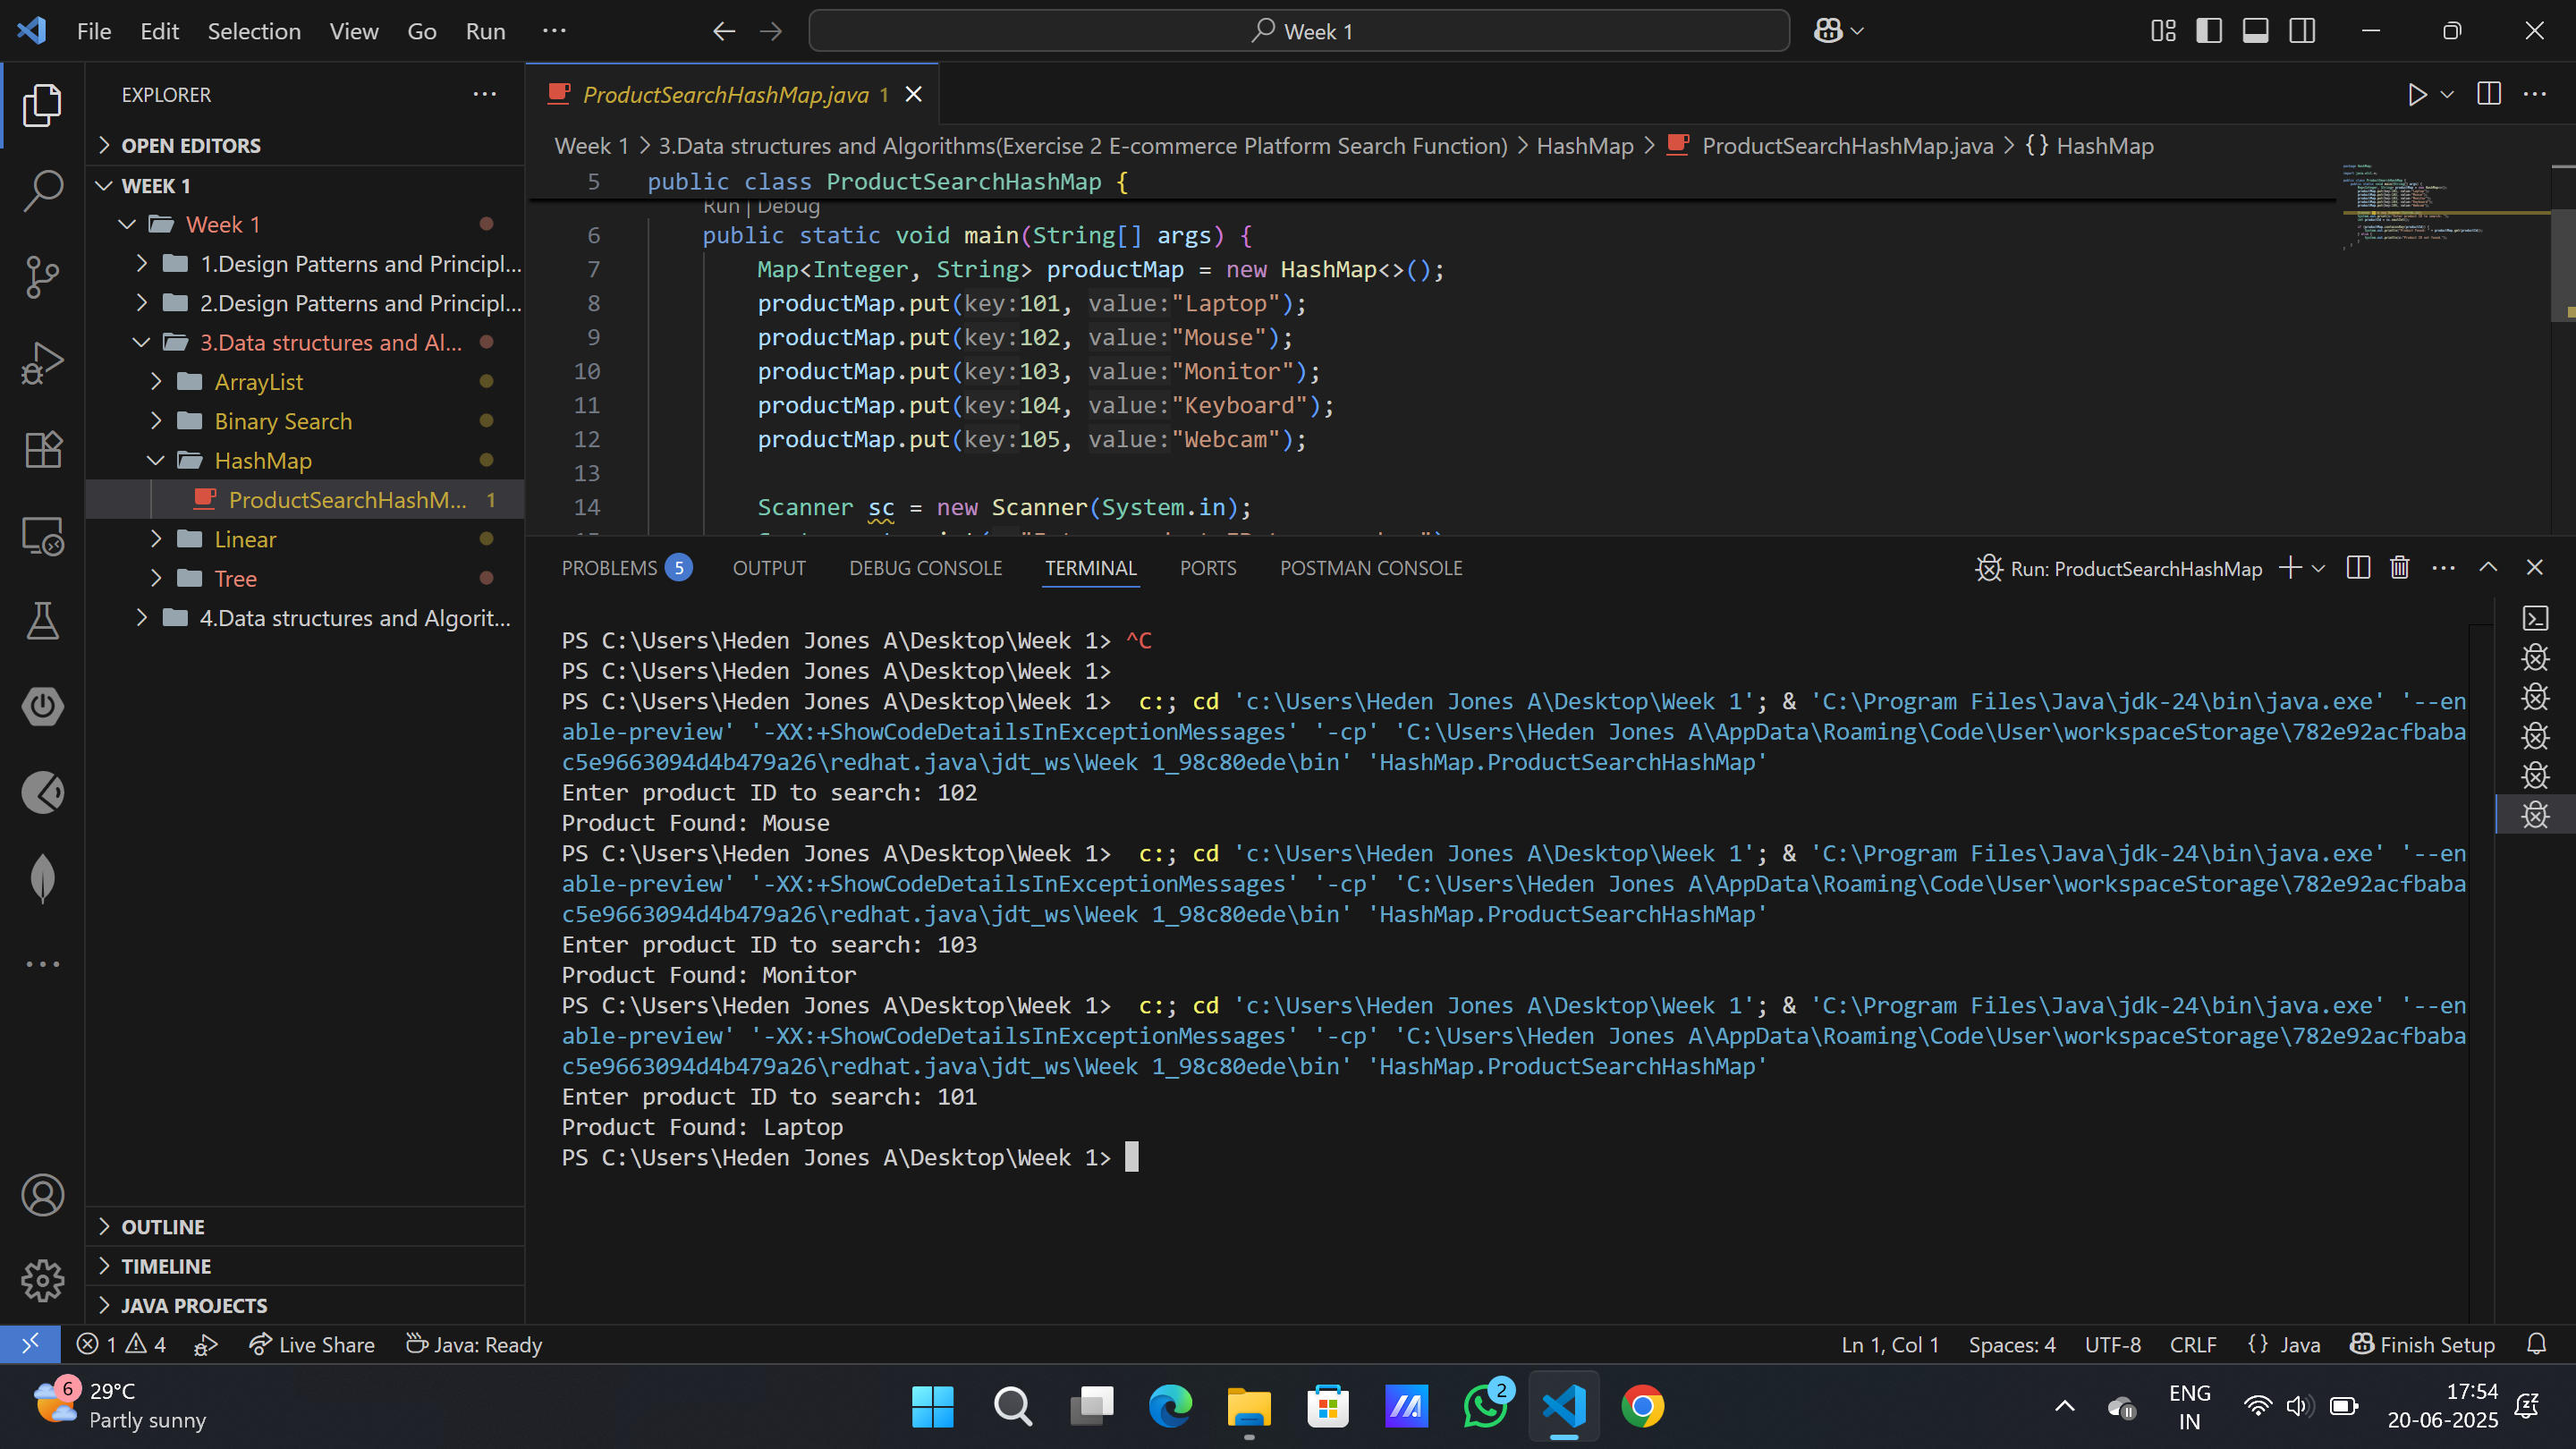 File Edit Selection View Go Run ··· Week 1
EXPLORER
OPEN EDITORS
WEEK 1
Week 1
1.Design Patterns and Principl...
2.Design Patterns and Principl...
3.Data structures and Al...
ArrayList
Binary Search
HashMap
ProductSearchHashM... 1
Linear
Tree
4.Data structures and Algorit...
OUTLINE
TIMELINE
JAVA PROJECTS
ProductSearchHashMap.java 1
Week 1 > 3.Data structures and Algorithms(Exercise 2 E-commerce Platform Search Function) > HashMap > ProductSearchHashMap.java > {} HashMap
5 public class ProductSearchHashMap {
Run | Debug
6 public static void main(String[] args) {
7 Map<Integer, String> productMap = new HashMap<>();
8 productMap.put(key:101, value:"Laptop");
9 productMap.put(key:102, value:"Mouse");
10 productMap.put(key:103, value:"Monitor");
11 productMap.put(key:104, value:"Keyboard");
12 productMap.put(key:105, value:"Webcam");
13
14 Scanner sc = new Scanner(System.in);
PROBLEMS 5 OUTPUT DEBUG CONSOLE TERMINAL PORTS POSTMAN CONSOLE Run: ProductSearchHashMap
PS C:\Users\Heden Jones A\Desktop\Week 1> ^C
PS C:\Users\Heden Jones A\Desktop\Week 1>
PS C:\Users\Heden Jones A\Desktop\Week 1>  c:; cd 'c:\Users\Heden Jones A\Desktop\Week 1'; & 'C:\Program Files\Java\jdk-24\bin\java.exe' '--en
able-preview' '-XX:+ShowCodeDetailsInExceptionMessages' '-cp' 'C:\Users\Heden Jones A\AppData\Roaming\Code\User\workspaceStorage\782e92acfbaba
c5e9663094d4b479a26\redhat.java\jdt_ws\Week 1_98c80ede\bin' 'HashMap.ProductSearchHashMap'
Enter product ID to search: 102
Product Found: Mouse
PS C:\Users\Heden Jones A\Desktop\Week 1>  c:; cd 'c:\Users\Heden Jones A\Desktop\Week 1'; & 'C:\Program Files\Java\jdk-24\bin\java.exe' '--en
able-preview' '-XX:+ShowCodeDetailsInExceptionMessages' '-cp' 'C:\Users\Heden Jones A\AppData\Roaming\Code\User\workspaceStorage\782e92acfbaba
c5e9663094d4b479a26\redhat.java\jdt_ws\Week 1_98c80ede\bin' 'HashMap.ProductSearchHashMap'
Enter product ID to search: 103
Product Found: Monitor
PS C:\Users\Heden Jones A\Desktop\Week 1>  c:; cd 'c:\Users\Heden Jones A\Desktop\Week 1'; & 'C:\Program Files\Java\jdk-24\bin\java.exe' '--en
able-preview' '-XX:+ShowCodeDetailsInExceptionMessages' '-cp' 'C:\Users\Heden Jones A\AppData\Roaming\Code\User\workspaceStorage\782e92acfbaba
c5e9663094d4b479a26\redhat.java\jdt_ws\Week 1_98c80ede\bin' 'HashMap.ProductSearchHashMap'
Enter product ID to search: 101
Product Found: Laptop
PS C:\Users\Heden Jones A\Desktop\Week 1>
1 4 Live Share Java: Ready Ln 1, Col 1 Spaces: 4 UTF-8 CRLF {} Java Finish Setup
6 29°C
Partly sunny
2
ENG
IN
17:54
20-06-2025